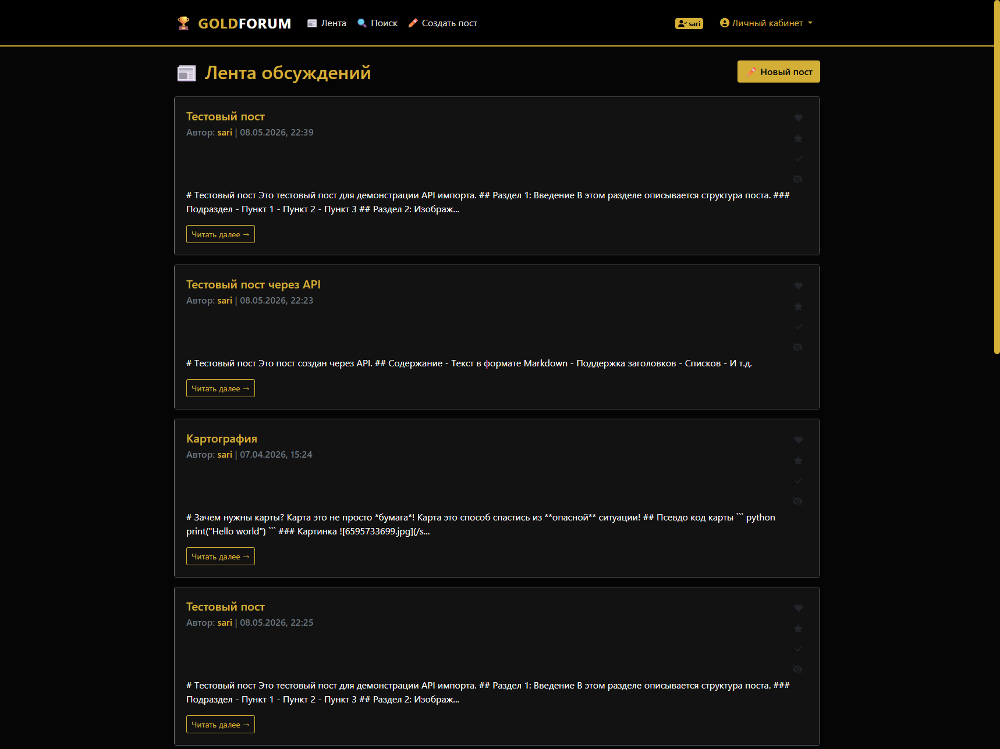 GOLDFORUM Лента Поиск Создать пост sari Личный кабинет
Лента обсуждений Новый пост
Тестовый пост
Автор: sari | 08.05.2026, 22:39
# Тестовый пост Это тестовый пост для демонстрации API импорта. ## Раздел 1: Введение В этом разделе описывается структура поста. ###
Подраздел - Пункт 1 - Пункт 2 - Пункт 3 ## Раздел 2: Изображ...
Читать далее →
Тестовый пост через API
Автор: sari | 08.05.2026, 22:23
# Тестовый пост Это пост создан через API. ## Содержание - Текст в формате Markdown - Поддержка заголовков - Списков - И т.д.
Читать далее →
Картография
Автор: sari | 07.04.2026, 15:24
# Зачем нужны карты? Карта это не просто *бумага*! Карта это способ спастись из **опасной** ситуации! ## Псевдо код карты ``` python
print("Hello world") ``` ### Картинка ![6595733699.jpg](/s...
Читать далее →
Тестовый пост
Автор: sari | 08.05.2026, 22:25
# Тестовый пост Это тестовый пост для демонстрации API импорта. ## Раздел 1: Введение В этом разделе описывается структура поста. ###
Подраздел - Пункт 1 - Пункт 2 - Пункт 3 ## Раздел 2: Изображ...
Читать далее →